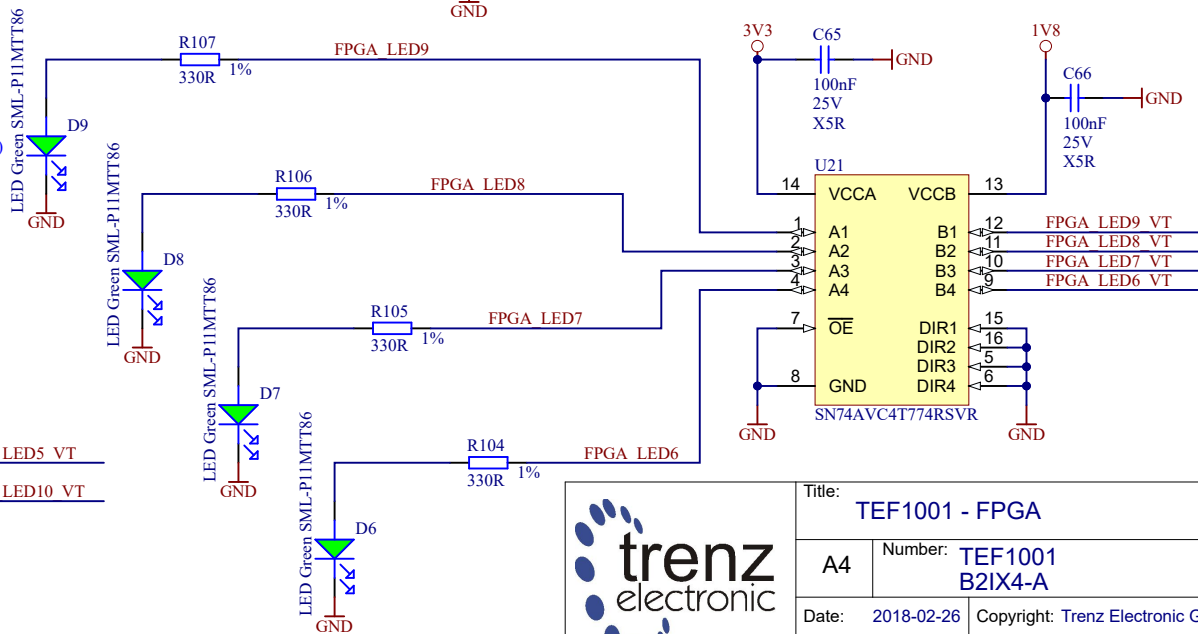 GND
LED Green SML-P11MTT86
R107
330R
1%
FPGA_LED9
D9
GND
LED Green SML-P11MTT86
R106
330R
1%
FPGA_LED8
D8
GND
LED Green SML-P11MTT86
R105
330R
1%
FPGA_LED7
D7
GND
LED Green SML-P11MTT86
R104
330R
1%
FPGA_LED6
D6
GND
LED5_VT
LED10_VT
3V3
C65
100nF
25V
X5R
GND
1V8
C66
100nF
25V
X5R
GND
U21
14 VCCA VCCB 13
1 A1 B1 12 FPGA_LED9_VT
2 A2 B2 11 FPGA_LED8_VT
3 A3 B3 10 FPGA_LED7_VT
4 A4 B4 9 FPGA_LED6_VT
7 OE DIR1 15
DIR2 16
DIR3 5
8 GND DIR4 6
SN74AVC4T774RSVR
GND
GND
trenz
electronic
Title:
TEF1001 - FPGA
A4
Number: TEF1001
B2IX4-A
Date: 2018-02-26
Copyright: Trenz Electronic G